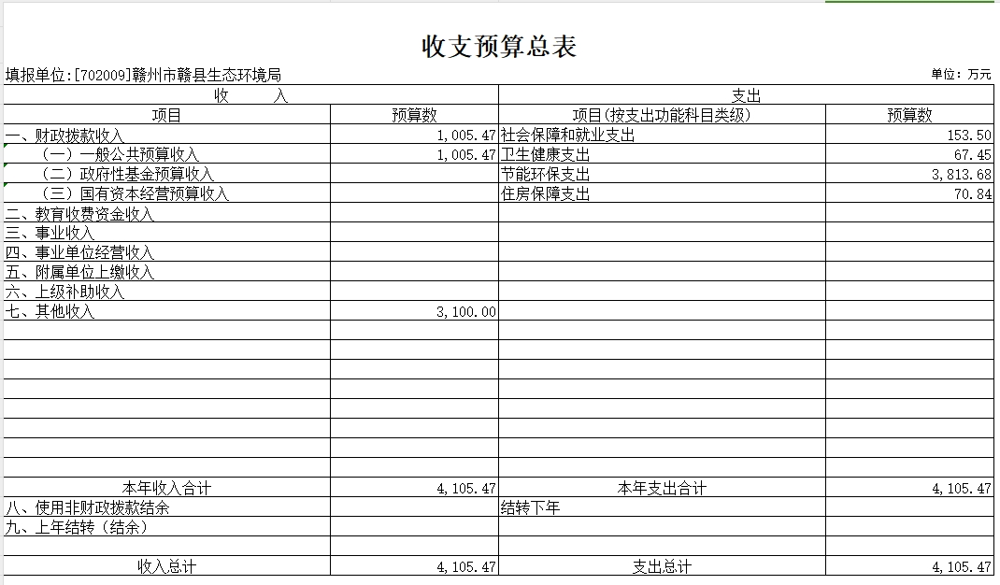 收支预算总表
填报单位:[702009]赣州市赣县生态环境局 单位：万元
收 入 支出
项目 预算数 项目(按支出功能科目类级) 预算数
一、财政拨款收入 1,005.47 社会保障和就业支出 153.50
（一）一般公共预算收入 1,005.47 卫生健康支出 67.45
（二）政府性基金预算收入 节能环保支出 3,813.68
（三）国有资本经营预算收入 住房保障支出 70.84
二、教育收费资金收入
三、事业收入
四、事业单位经营收入
五、附属单位上缴收入
六、上级补助收入
七、其他收入 3,100.00
本年收入合计 4,105.47 本年支出合计 4,105.47
八、使用非财政拨款结余 结转下年
九、上年结转（结余）
收入总计 4,105.47 支出总计 4,105.47